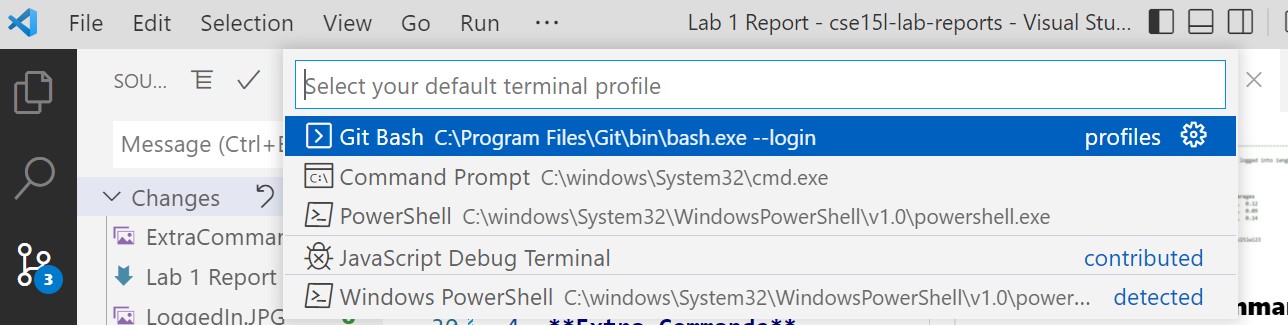 File Edit Selection View Go Run ··· Lab 1 Report - cse15l-lab-reports - Visual Stu...
SOU...
Select your default terminal profile
Message (Ctrl+E
Git Bash C:\Program Files\Git\bin\bash.exe --login profiles
Command Prompt C:\windows\System32\cmd.exe
Changes
PowerShell C:\windows\System32\WindowsPowerShell\v1.0\powershell.exe
ExtraComman
JavaScript Debug Terminal contributed
Lab 1 Report
3
Windows PowerShell C:\windows\System32\WindowsPowerShell\v1.0\power... detected
LoggedIn.JPG
**Extra Commands**